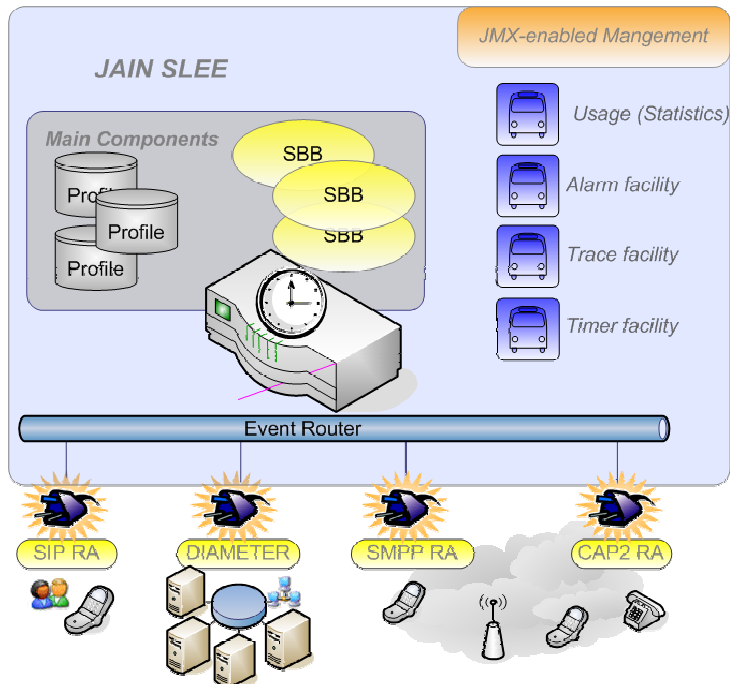 JMX-enabled Mangement
JAIN SLEE
Usage (Statistics)
Main Components
SBB
Profile
Alarm facility
SBB
Profile
SBB
Trace facility
Profile
Timer facility
Event Router
SIP RA
DIAMETER
SMPP RA
CAP2 RA